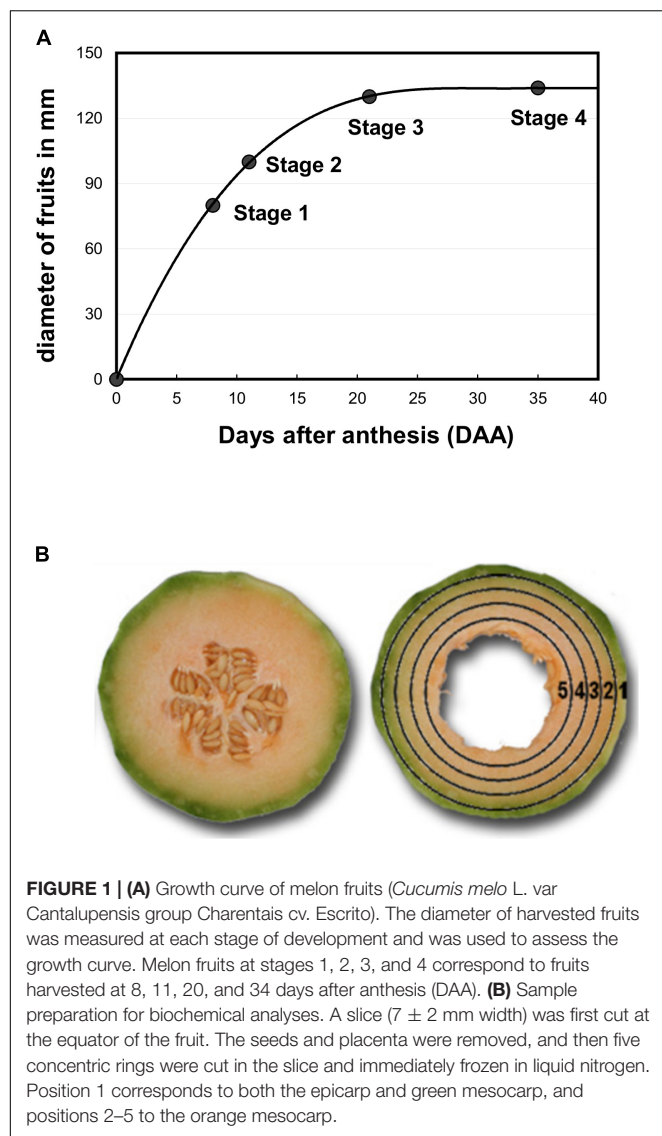 A
150
120
90
60
30
0
diameter of fruits in mm
Stage 1
Stage 2
Stage 3
Stage 4
0 5 10 15 20 25 30 35 40
Days after anthesis (DAA)
B
5 4 3 2 1
FIGURE 1 | (A) Growth curve of melon fruits (Cucumis melo L. var
Cantalupensis group Charentais cv. Escrito). The diameter of harvested fruits
was measured at each stage of development and was used to assess the
growth curve. Melon fruits at stages 1, 2, 3, and 4 correspond to fruits
harvested at 8, 11, 20, and 34 days after anthesis (DAA). (B) Sample
preparation for biochemical analyses. A slice (7 ± 2 mm width) was first cut at
the equator of the fruit. The seeds and placenta were removed, and then five
concentric rings were cut in the slice and immediately frozen in liquid nitrogen.
Position 1 corresponds to both the epicarp and green mesocarp, and
positions 2–5 to the orange mesocarp.